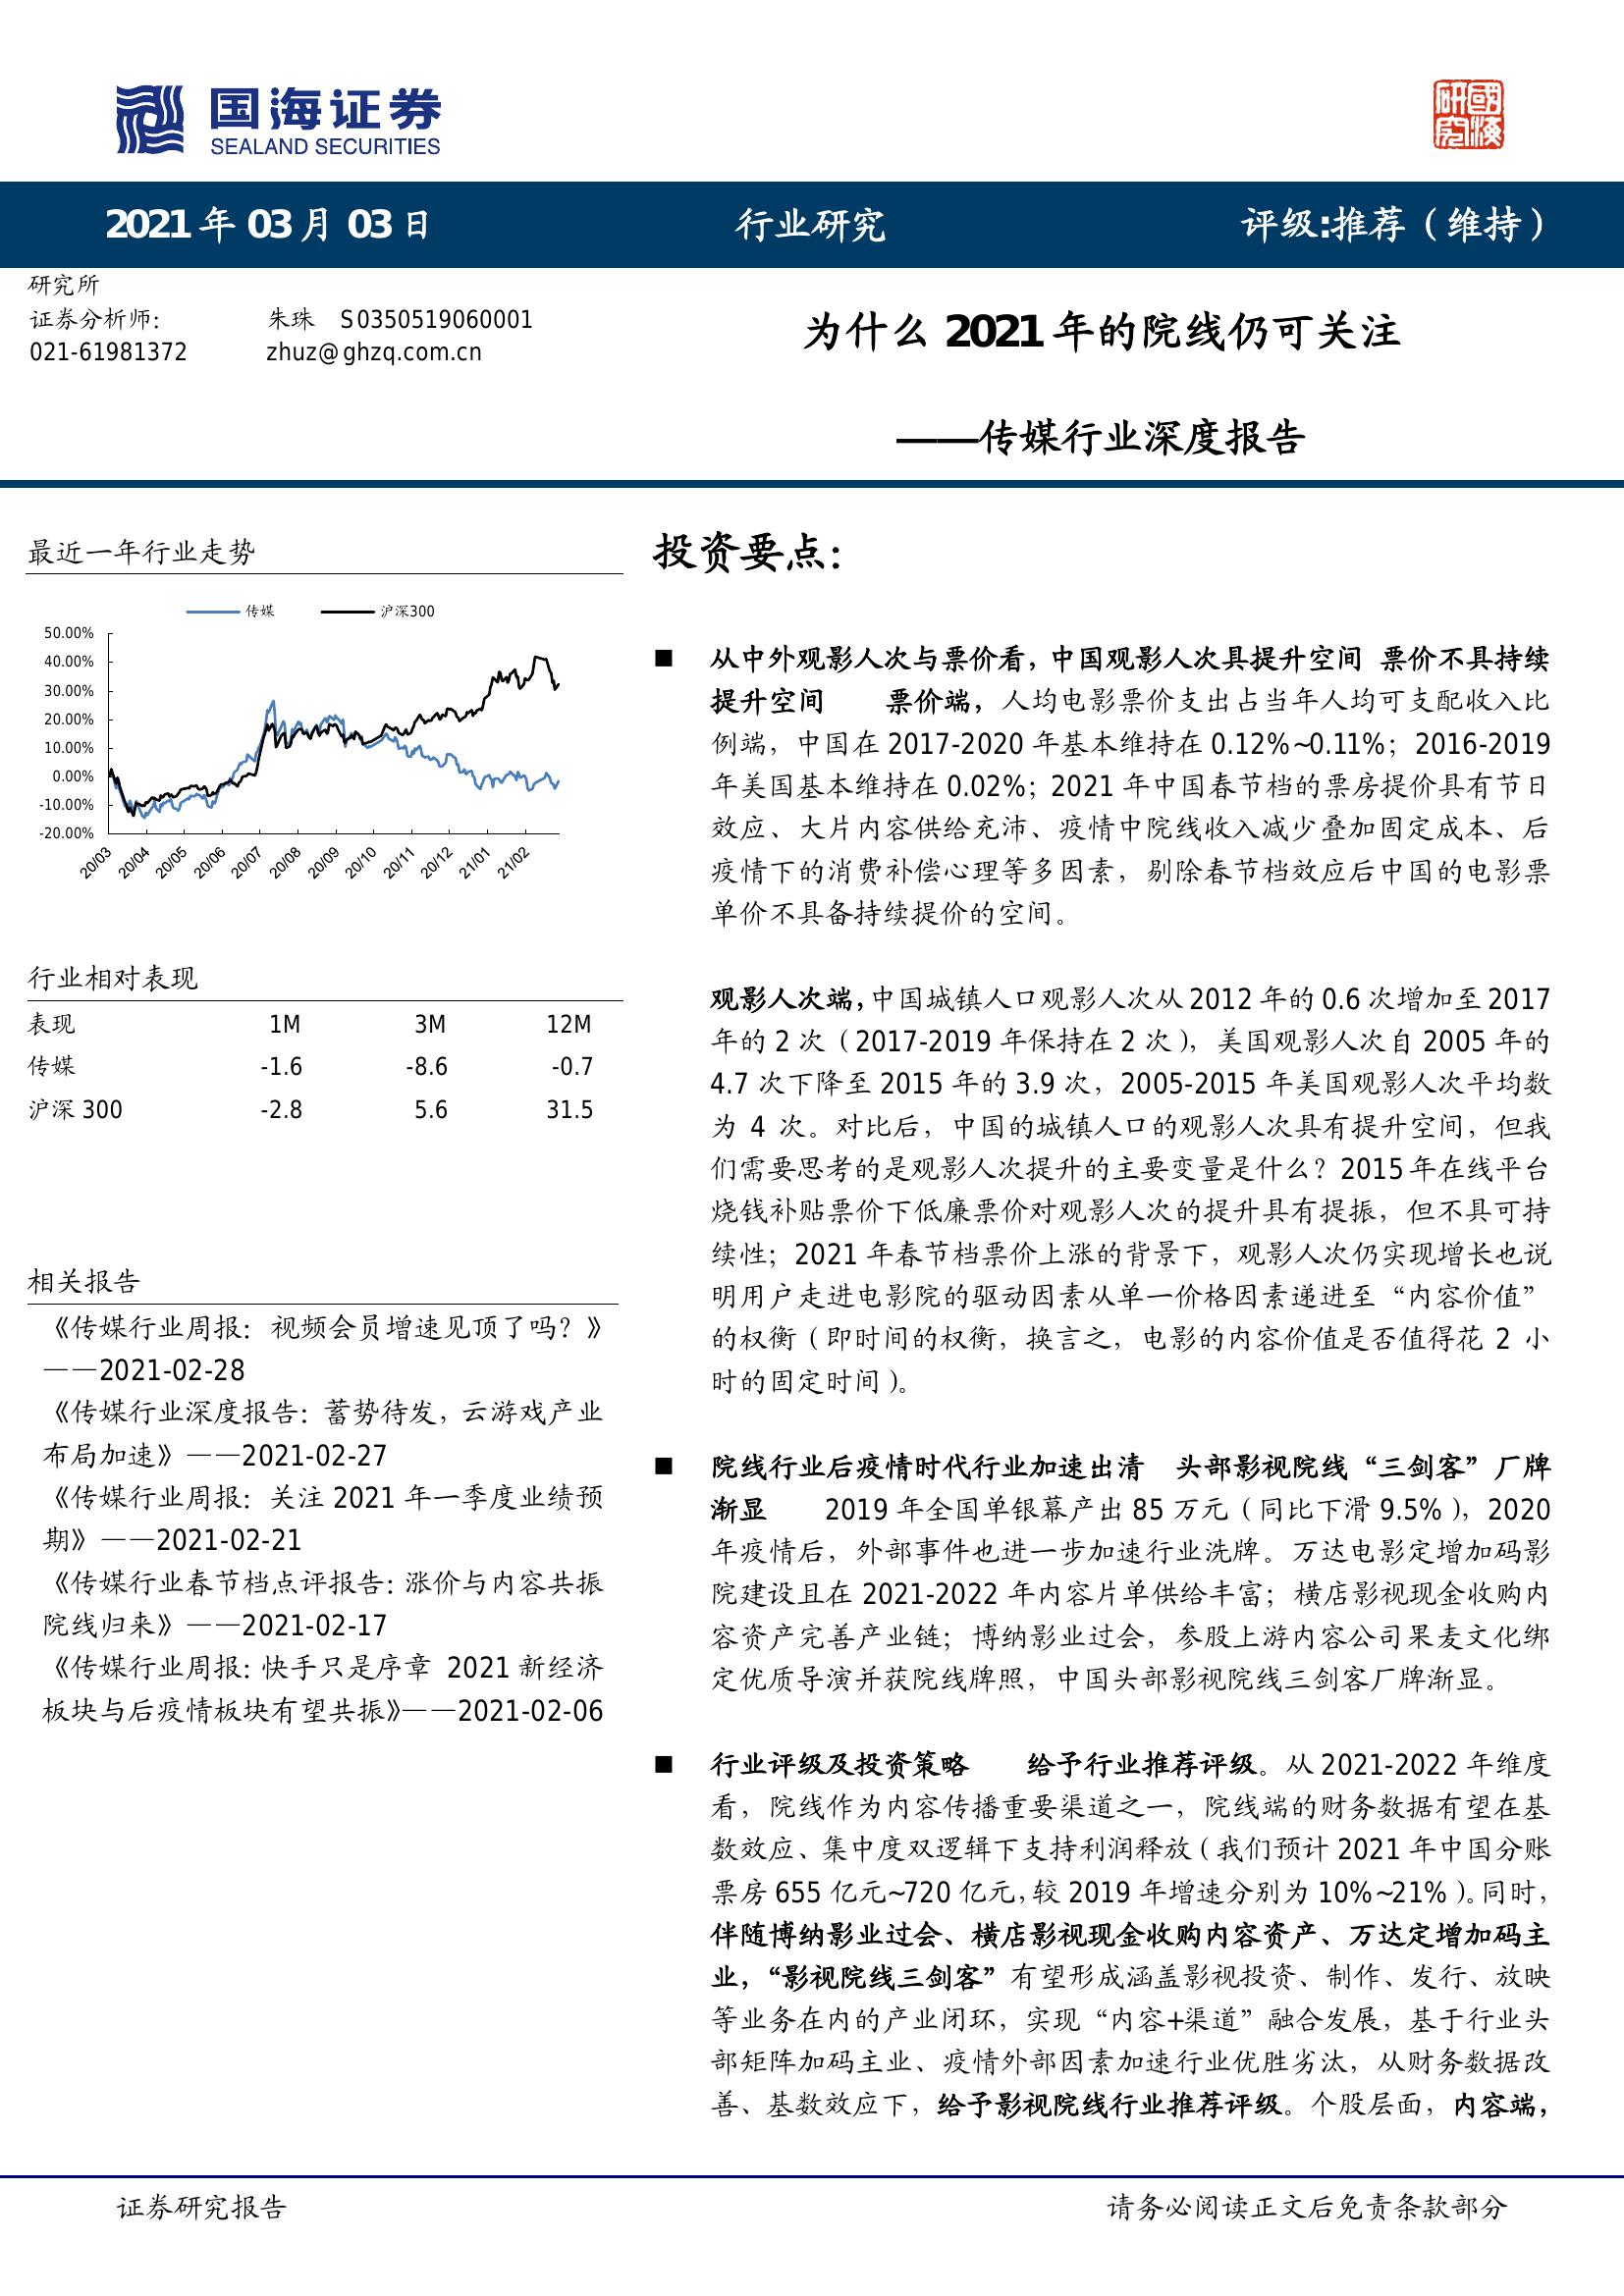 国海证券
SEALAND SECURITIES
研國
究海
2021 年 03 月 03 日 行业研究 评级:推荐（维持）
研究所
证券分析师： 朱珠 S0350519060001
021-61981372 zhuz@ghzq.com.cn
为什么 2021 年的院线仍可关注
——传媒行业深度报告
最近一年行业走势
传媒 沪深300
50.00%
40.00%
30.00%
20.00%
10.00%
0.00%
-10.00%
-20.00%
20/03 20/04 20/05 20/06 20/07 20/08 20/09 20/10 20/11 20/12 21/01 21/02
行业相对表现
表现 1M 3M 12M
传媒 -1.6 -8.6 -0.7
沪深 300 -2.8 5.6 31.5
相关报告
《传媒行业周报：视频会员增速见顶了吗？》
——2021-02-28
《传媒行业深度报告：蓄势待发，云游戏产业
布局加速》——2021-02-27
《传媒行业周报：关注 2021 年一季度业绩预
期》——2021-02-21
《传媒行业春节档点评报告：涨价与内容共振
院线归来》——2021-02-17
《传媒行业周报：快手只是序章 2021 新经济
板块与后疫情板块有望共振》——2021-02-06
投资要点：
■ 从中外观影人次与票价看，中国观影人次具提升空间 票价不具持续
提升空间 票价端，人均电影票价支出占当年人均可支配收入比
例端，中国在 2017-2020 年基本维持在 0.12%~0.11%；2016-2019
年美国基本维持在 0.02%；2021 年中国春节档的票房提价具有节日
效应、大片内容供给充沛、疫情中院线收入减少叠加固定成本、后
疫情下的消费补偿心理等多因素，剔除春节档效应后中国的电影票
单价不具备持续提价的空间。
观影人次端，中国城镇人口观影人次从 2012 年的 0.6 次增加至 2017
年的 2 次（2017-2019 年保持在 2 次），美国观影人次自 2005 年的
4.7 次下降至 2015 年的 3.9 次，2005-2015 年美国观影人次平均数
为 4 次。对比后，中国的城镇人口的观影人次具有提升空间，但我
们需要思考的是观影人次提升的主要变量是什么？2015 年在线平台
烧钱补贴票价下低廉票价对观影人次的提升具有提振，但不具可持
续性；2021 年春节档票价上涨的背景下，观影人次仍实现增长也说
明用户走进电影院的驱动因素从单一价格因素递进至“内容价值”
的权衡（即时间的权衡，换言之，电影的内容价值是否值得花 2 小
时的固定时间）。
■ 院线行业后疫情时代行业加速出清 头部影视院线“三剑客”厂牌
渐显 2019 年全国单银幕产出 85 万元（同比下滑 9.5%），2020
年疫情后，外部事件也进一步加速行业洗牌。万达电影定增加码影
院建设且在 2021-2022 年内容片单供给丰富；横店影视现金收购内
容资产完善产业链；博纳影业过会，参股上游内容公司果麦文化绑
定优质导演并获院线牌照，中国头部影视院线三剑客厂牌渐显。
■ 行业评级及投资策略 给予行业推荐评级。从 2021-2022 年维度
看，院线作为内容传播重要渠道之一，院线端的财务数据有望在基
数效应、集中度双逻辑下支持利润释放（我们预计 2021 年中国分账
票房 655 亿元~720 亿元，较 2019 年增速分别为 10%~21%）。同时，
伴随博纳影业过会、横店影视现金收购内容资产、万达定增加码主
业，“影视院线三剑客”有望形成涵盖影视投资、制作、发行、放映
等业务在内的产业闭环，实现“内容+渠道”融合发展，基于行业头
部矩阵加码主业、疫情外部因素加速行业优胜劣汰，从财务数据改
善、基数效应下，给予影视院线行业推荐评级。个股层面，内容端，
证券研究报告 请务必阅读正文后免责条款部分